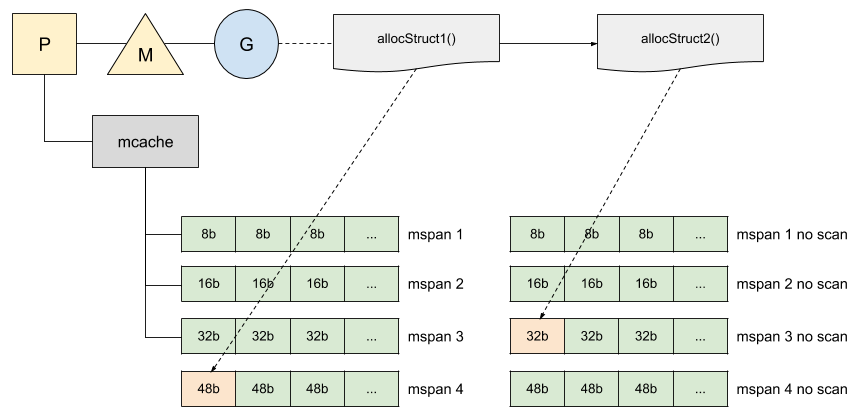 P
M
G
allocStruct1()
allocStruct2()
mcache
8b 8b 8b ... mspan 1
8b 8b 8b ... mspan 1 no scan
16b 16b 16b ... mspan 2
16b 16b 16b ... mspan 2 no scan
32b 32b 32b ... mspan 3
32b 32b 32b ... mspan 3 no scan
48b 48b 48b ... mspan 4
48b 48b 48b ... mspan 4 no scan